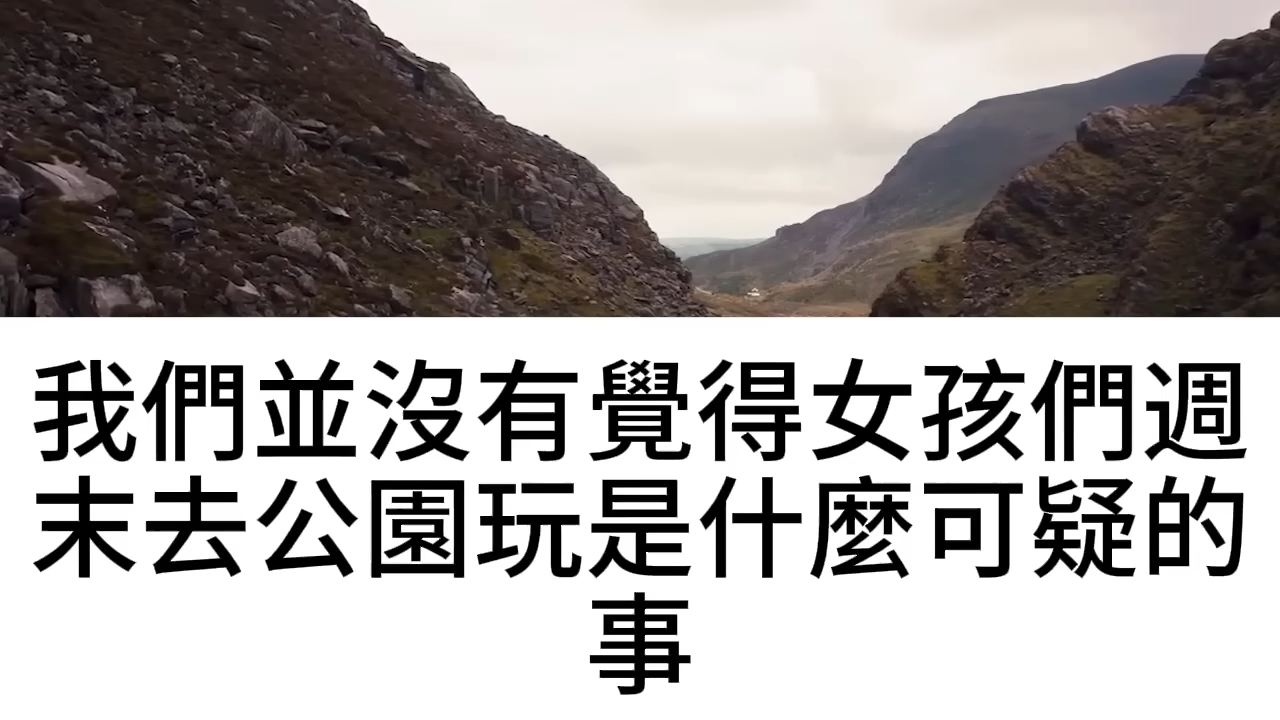 我們並沒有覺得女孩們週
末去公園玩是什麼可疑的
事